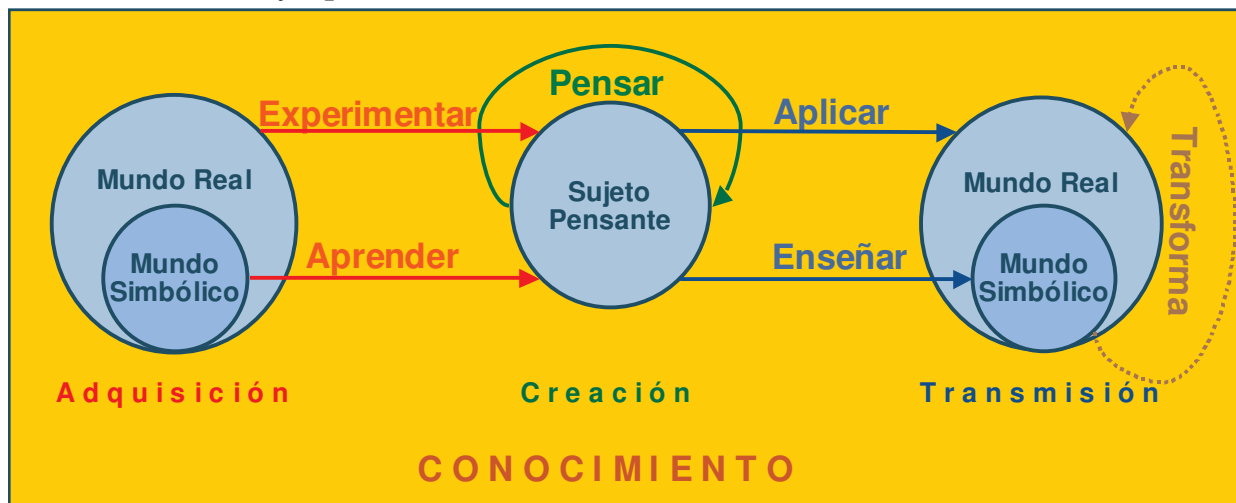 Pensar
Experimentar
Aplicar
Mundo Real
Sujeto
Pensante
Mundo Real
Transforma
Aprender
Enseñar
Mundo
Simbólico
Mundo
Simbólico
Adquisición
Creación
Transmisión
CONOCIMIENTO